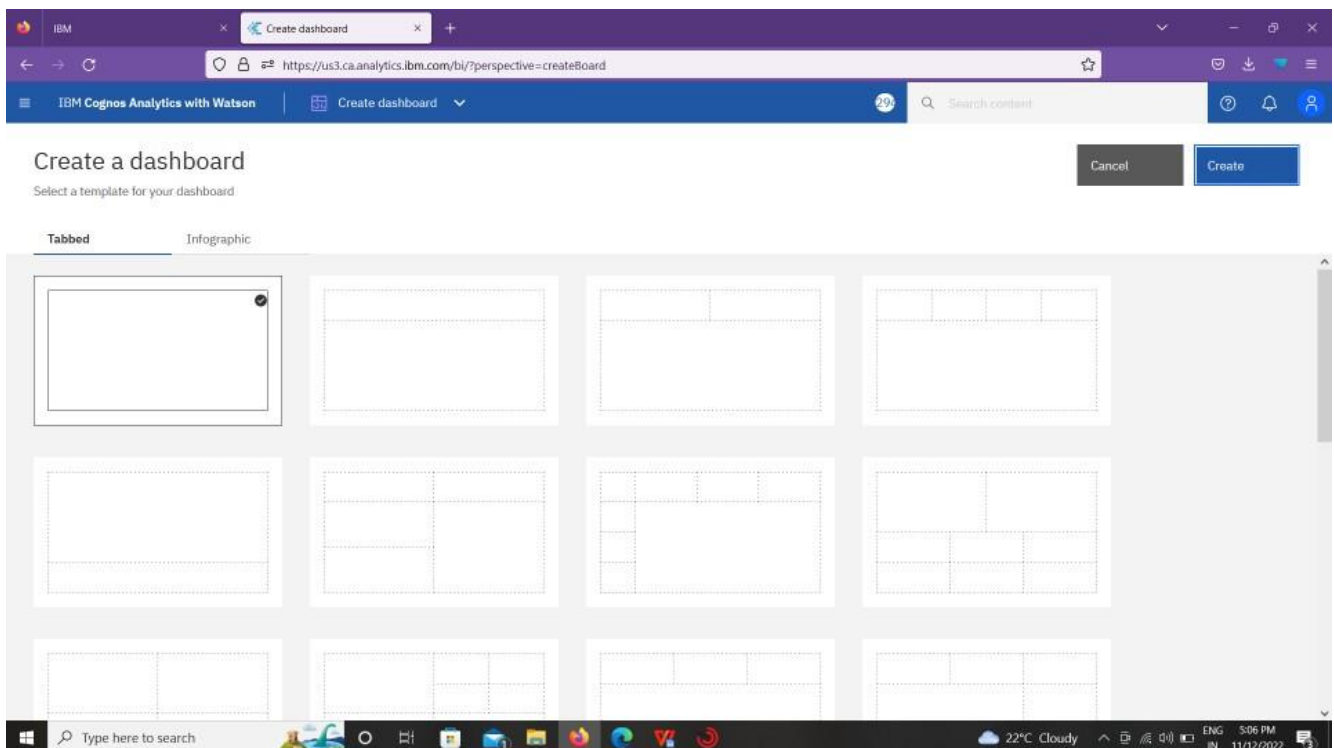 IBM
Create dashboard
https://us3.ca.analytics.ibm.com/bi/?perspective=createBoard
IBM Cognos Analytics with Watson
Create dashboard
Search content
Create a dashboard
Cancel
Create
Select a template for your dashboard
Tabbed
Infographic
Type here to search
22°C Cloudy
ENG
5:06 PM
IN
11/12/2022